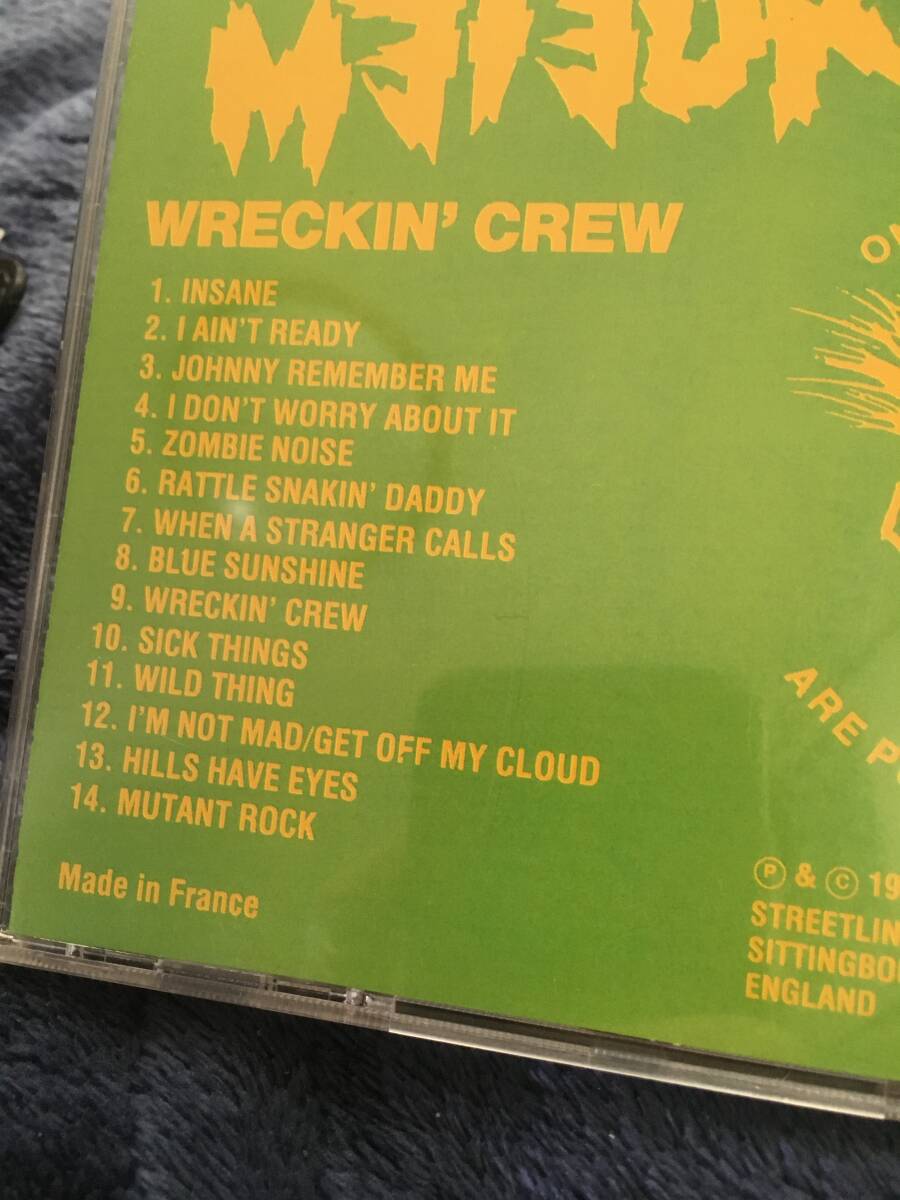 WRECKIN' CREW
1. INSANE
2. I AIN'T READY
3. JOHNNY REMEMBER ME
4. I DON'T WORRY ABOUT IT
5. ZOMBIE NOISE
6. RATTLE SNAKIN' DADDY
7. WHEN A STRANGER CALLS
8. BLUE SUNSHINE
9. WRECKIN' CREW
10. SICK THINGS
11. WILD THING
12. I'M NOT MAD/GET OFF MY CLOUD
13. HILLS HAVE EYES
14. MUTANT ROCK
Made in France
ARE
Ⓟ & Ⓒ 19
STREETLIN
SITTINGBO
ENGLAND